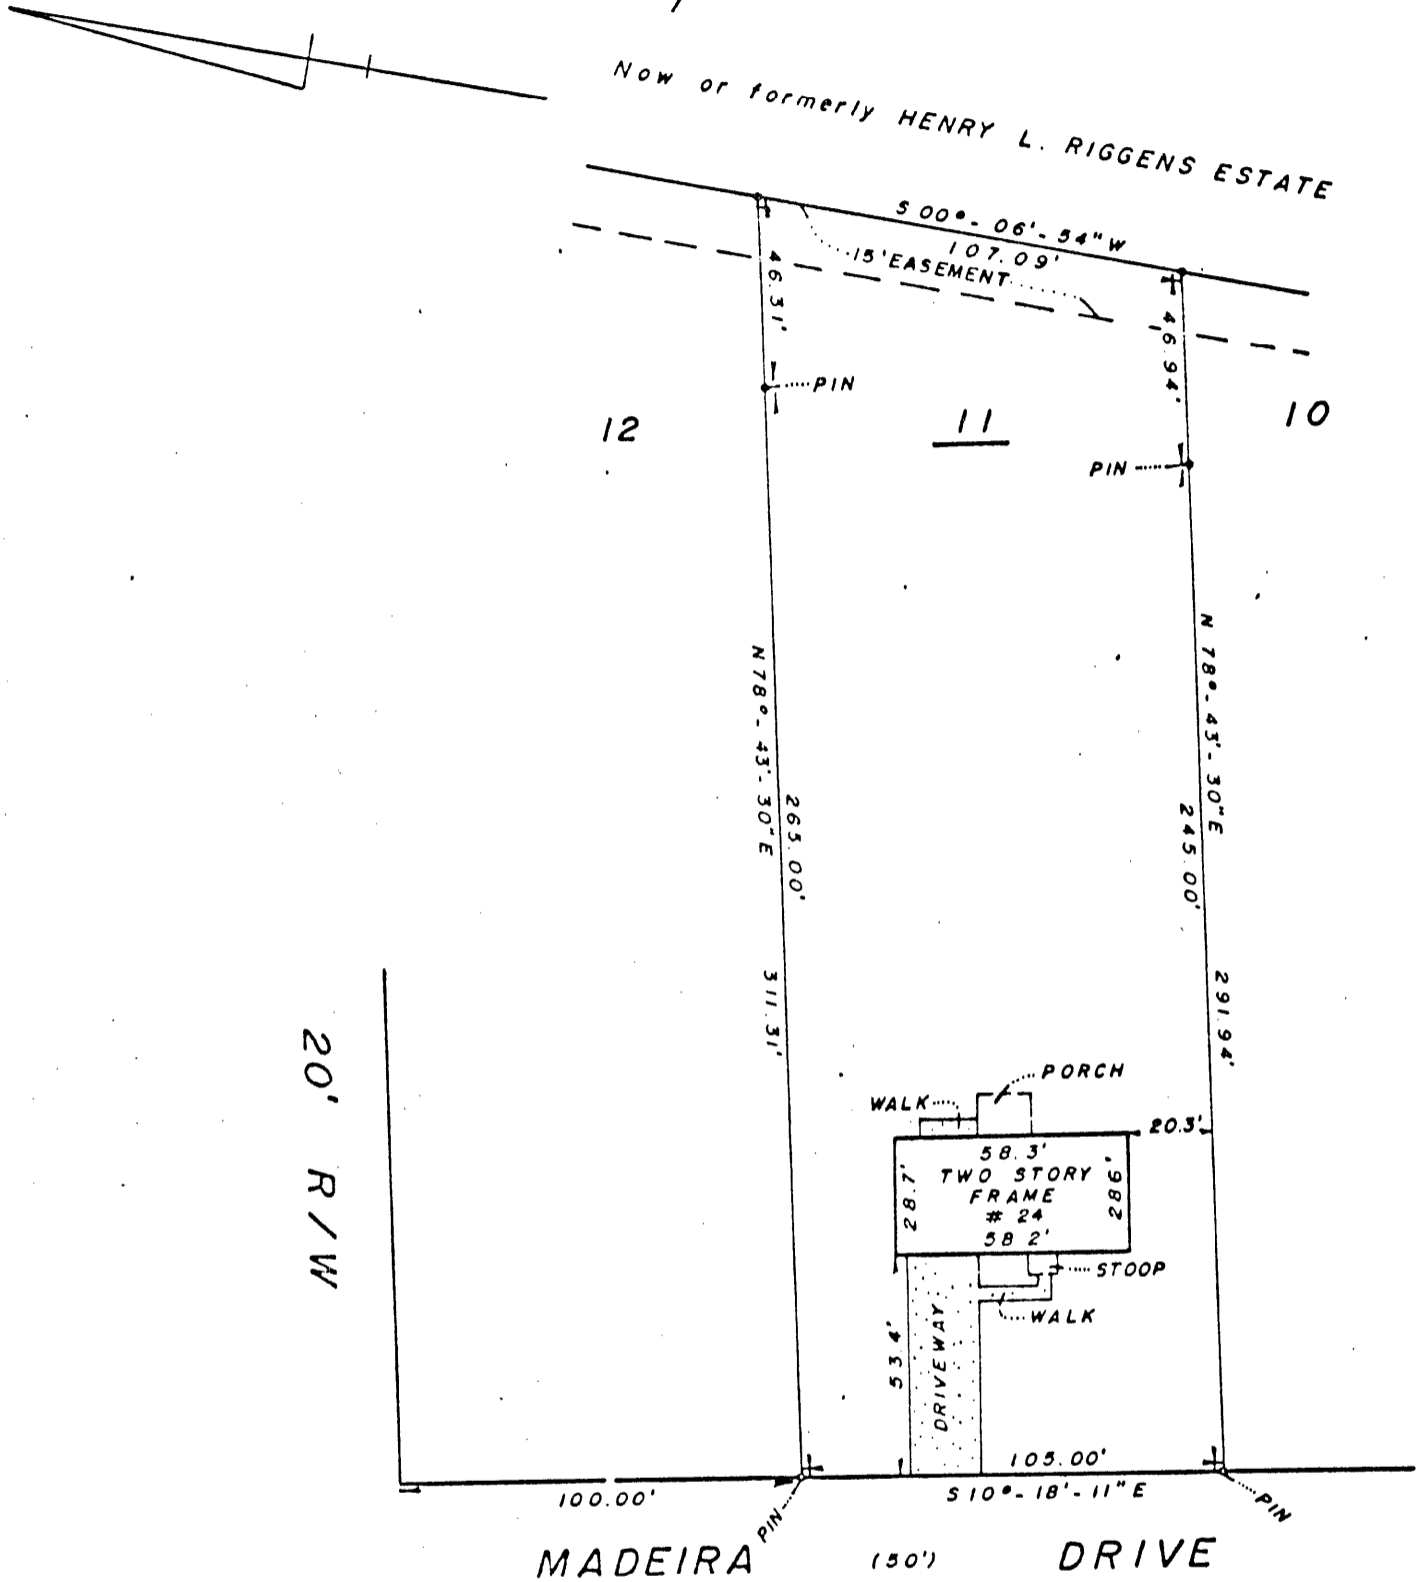 Now or formerly HENRY L. RIGGENS ESTATE
S 00°- 06'- 54" W
107.09'
15' EASEMENT
46.31'
46.94'
PIN
12
11
10
PIN
N 78°- 43'- 30" E
265.00'
311.31'
N 78°- 43'- 30" E
245.00'
291.94'
20' R/W
PORCH
WALK
20.3'
58.3'
TWO STORY
FRAME
# 24
58 2'
28.7'
286'
STOOP
WALK
53.4'
DRIVEWAY
105.00'
100.00'
S 10°- 18'- 11" E
PIN
PIN
MADEIRA (50') DRIVE